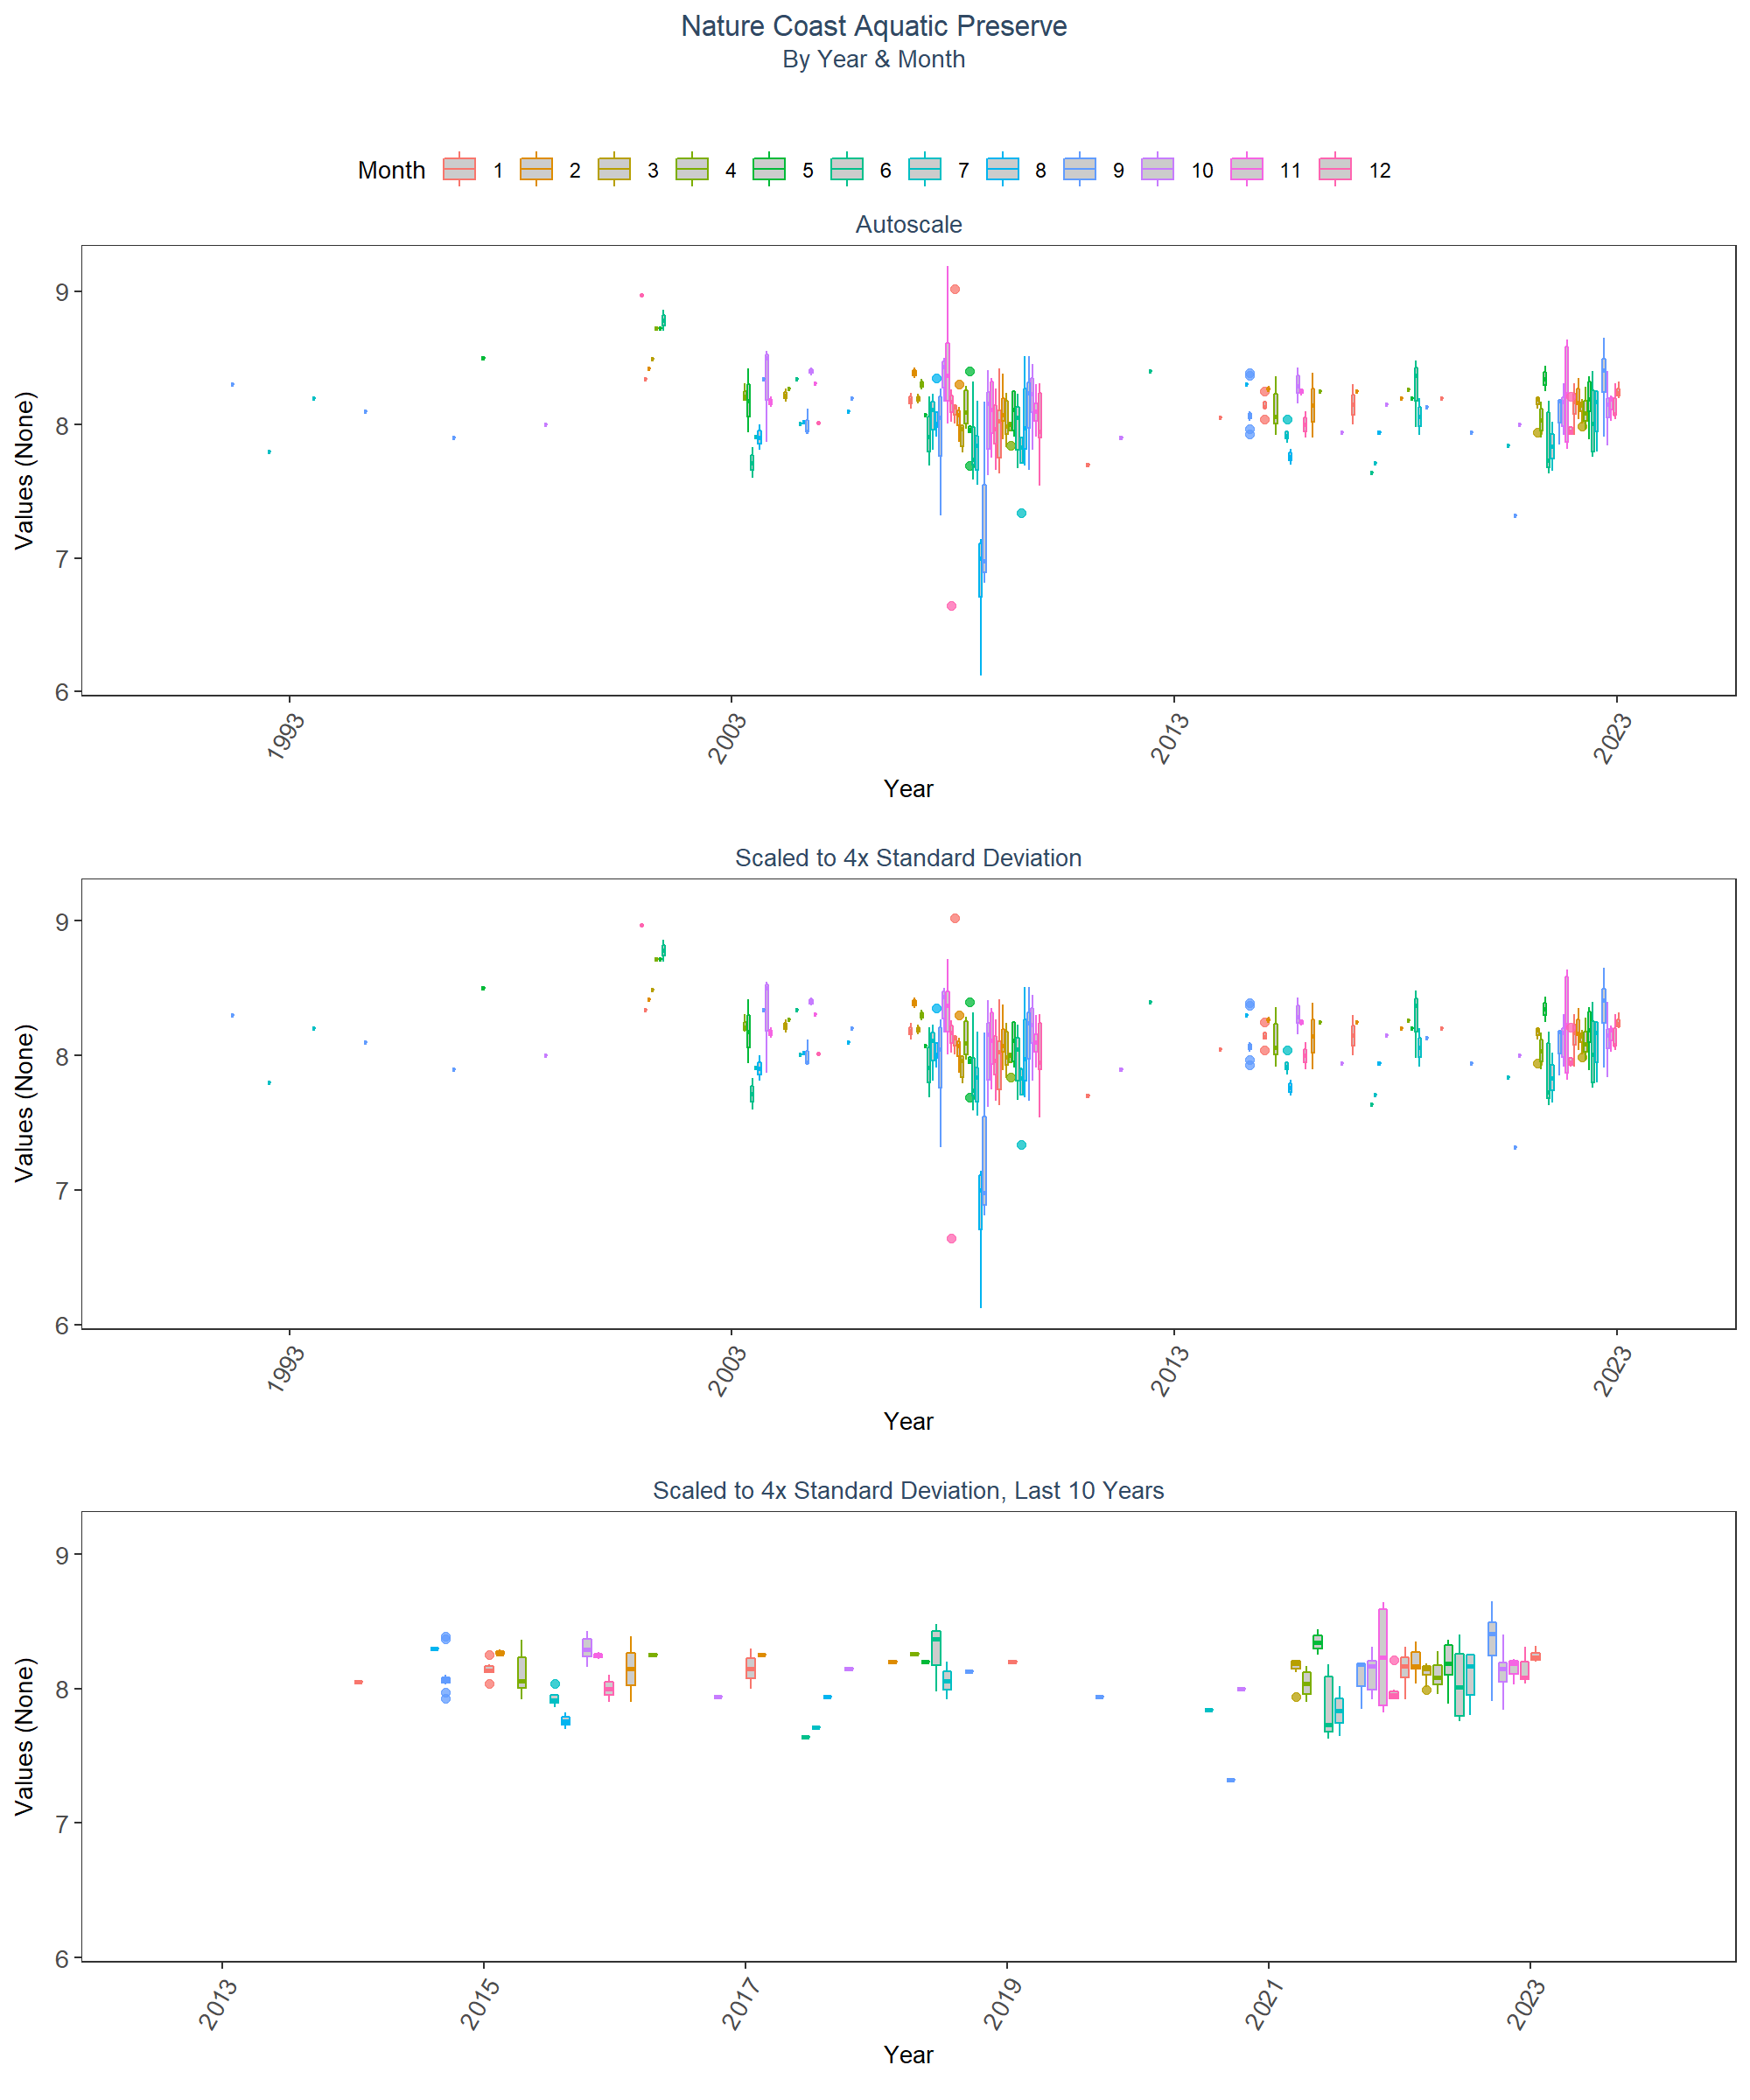 Nature Coast Aquatic Preserve
By Year & Month
Month 1 2 3 4 5 6 7 8 9 10 11 12
Autoscale
Values (None)
9
8
7
6
1993 2003 2013 2023
Year
Scaled to 4x Standard Deviation
Values (None)
9
8
7
6
1993 2003 2013 2023
Year
Scaled to 4x Standard Deviation, Last 10 Years
Values (None)
9
8
7
6
2013 2015 2017 2019 2021 2023
Year